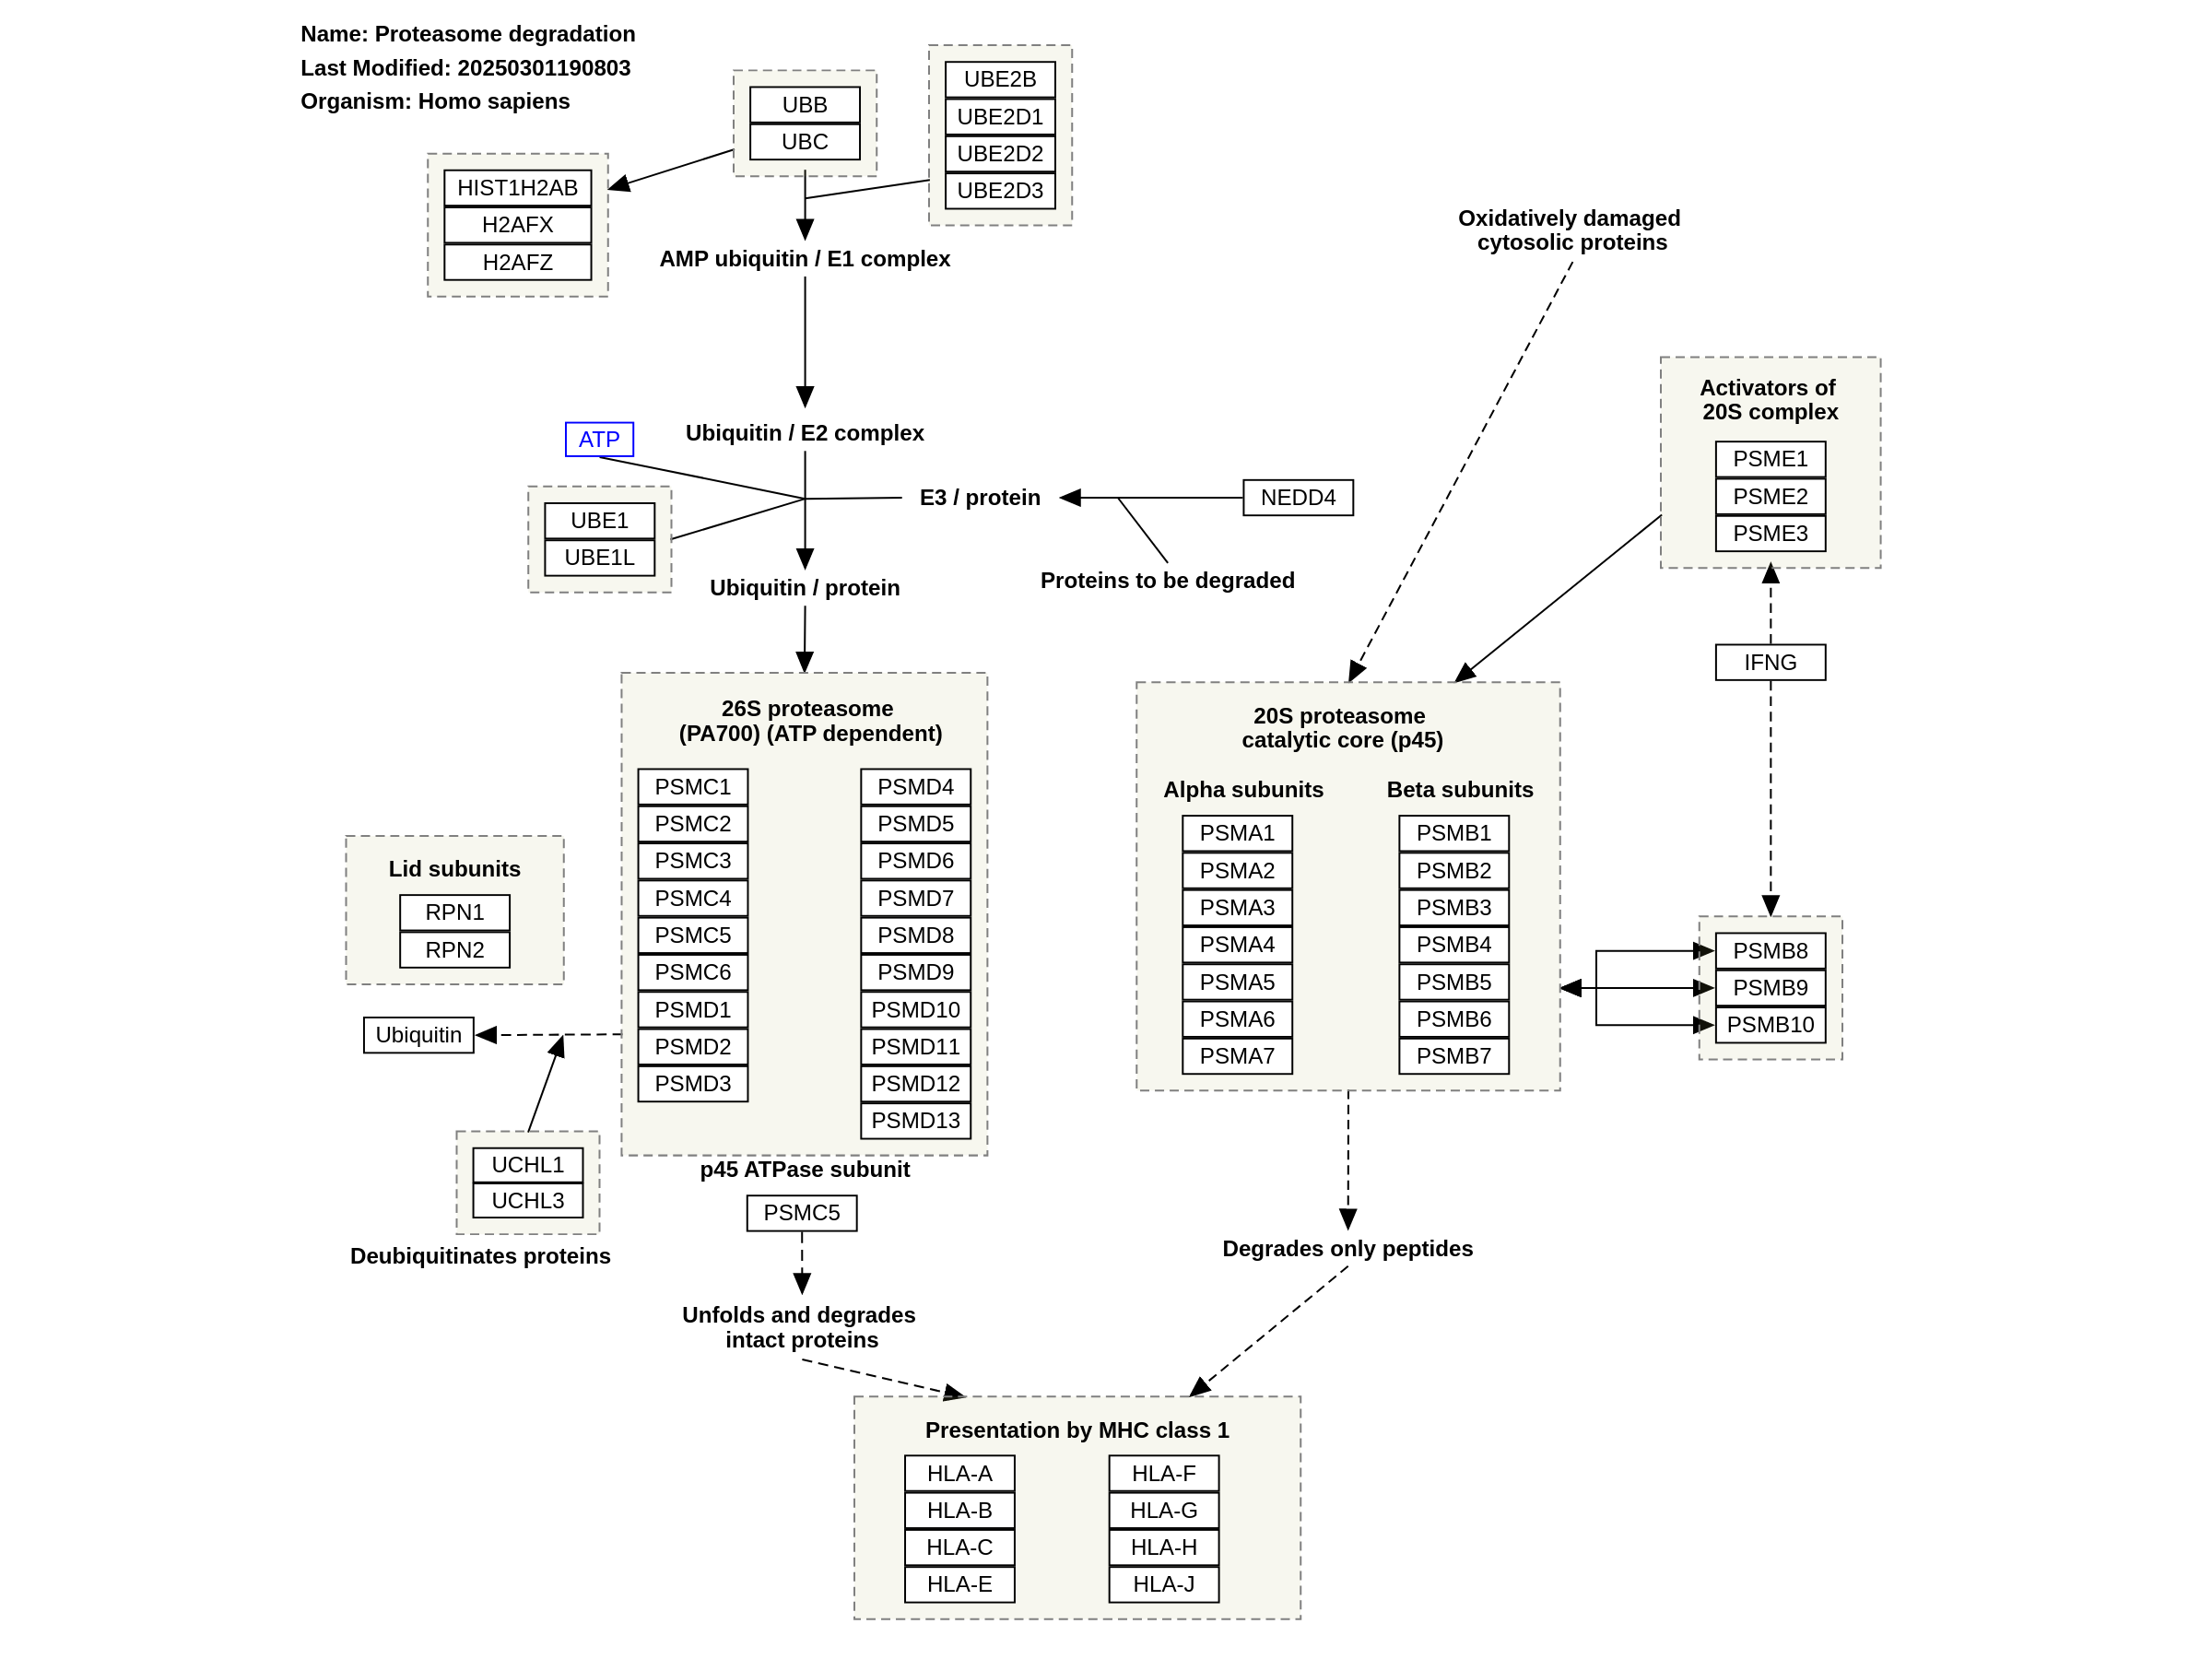 Name: Proteasome degradation
Last Modified: 20250301190803
Organism: Homo sapiens
UBB
UBC
UBE2B
UBE2D1
UBE2D2
UBE2D3
HIST1H2AB
H2AFX
H2AFZ
AMP ubiquitin / E1 complex
Oxidatively damaged
cytosolic proteins
Activators of
20S complex
PSME1
PSME2
PSME3
ATP
Ubiquitin / E2 complex
UBE1
UBE1L
E3 / protein
NEDD4
Proteins to be degraded
Ubiquitin / protein
IFNG
26S proteasome
(PA700) (ATP dependent)
PSMC1
PSMC2
PSMC3
PSMC4
PSMC5
PSMC6
PSMD1
PSMD2
PSMD3
PSMD4
PSMD5
PSMD6
PSMD7
PSMD8
PSMD9
PSMD10
PSMD11
PSMD12
PSMD13
20S proteasome
catalytic core (p45)
Alpha subunits
PSMA1
PSMA2
PSMA3
PSMA4
PSMA5
PSMA6
PSMA7
Beta subunits
PSMB1
PSMB2
PSMB3
PSMB4
PSMB5
PSMB6
PSMB7
PSMB8
PSMB9
PSMB10
Lid subunits
RPN1
RPN2
Ubiquitin
UCHL1
UCHL3
Deubiquitinates proteins
p45 ATPase subunit
PSMC5
Unfolds and degrades
intact proteins
Degrades only peptides
Presentation by MHC class 1
HLA-A
HLA-B
HLA-C
HLA-E
HLA-F
HLA-G
HLA-H
HLA-J